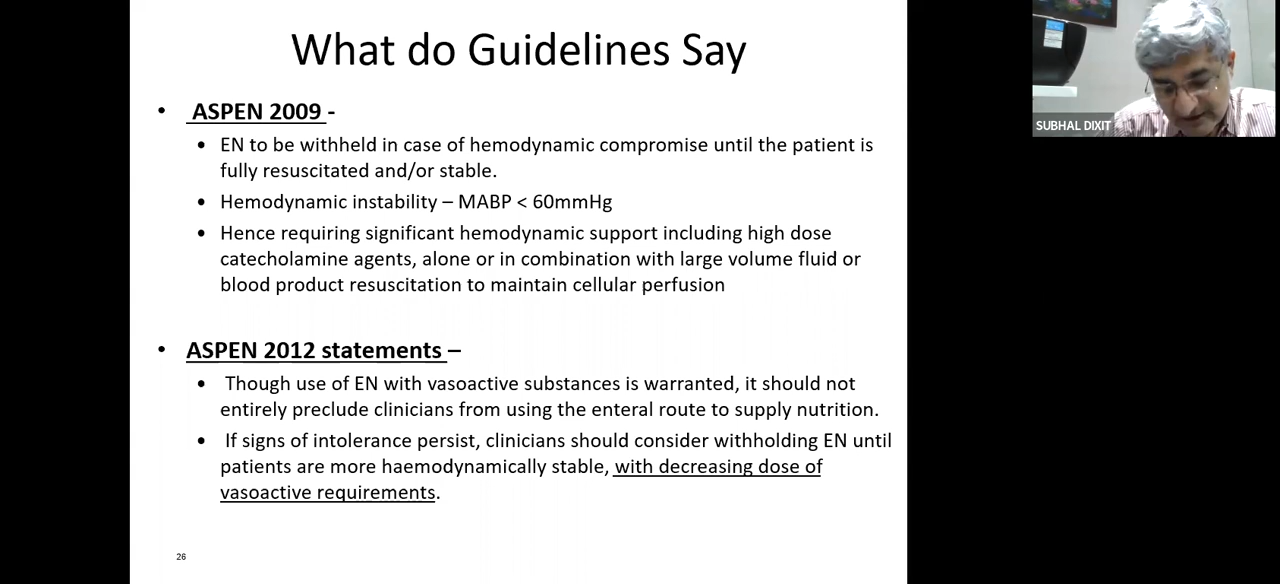 What do Guidelines Say
• ASPEN 2009 -
• EN to be withheld in case of hemodynamic compromise until the patient is
fully resuscitated and/or stable.
• Hemodynamic instability – MABP < 60mmHg
• Hence requiring significant hemodynamic support including high dose
catecholamine agents, alone or in combination with large volume fluid or
blood product resuscitation to maintain cellular perfusion
• ASPEN 2012 statements –
• Though use of EN with vasoactive substances is warranted, it should not
entirely preclude clinicians from using the enteral route to supply nutrition.
• If signs of intolerance persist, clinicians should consider withholding EN until
patients are more haemodynamically stable, with decreasing dose of
vasoactive requirements.
26
SUBHAL DIXIT